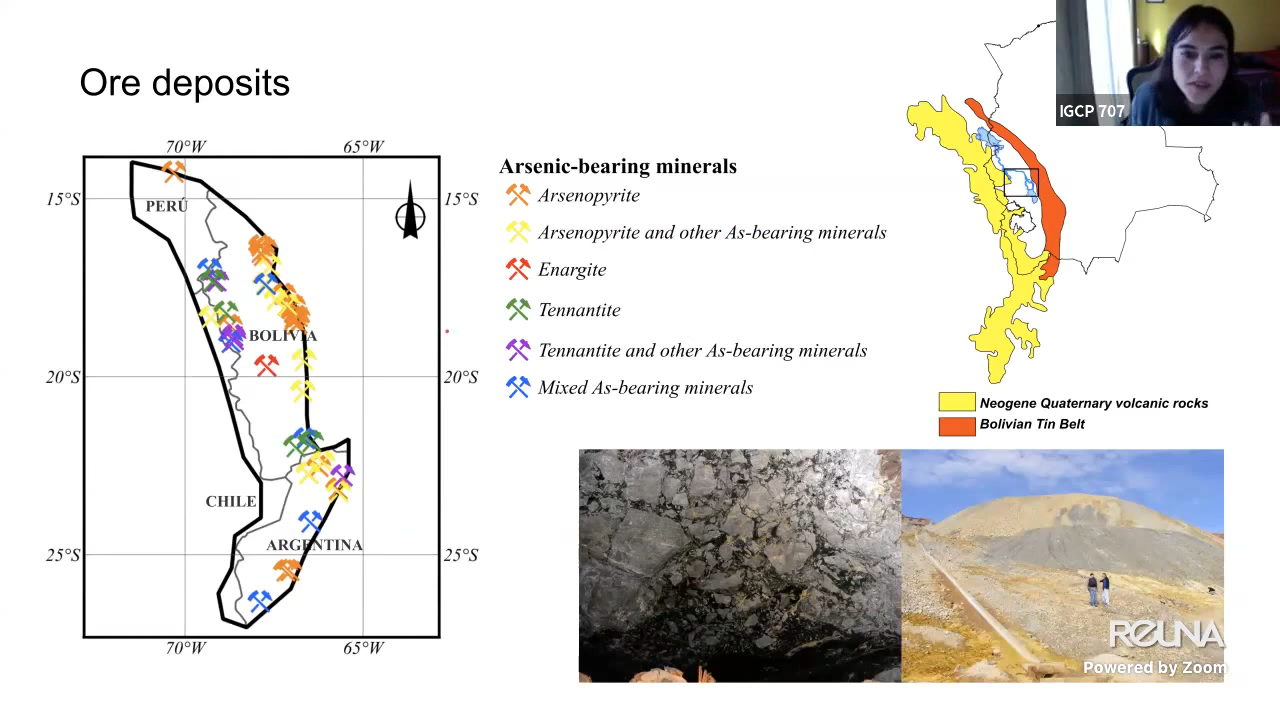 IGCP 707
Ore deposits
70°W 65°W
15°S 15°S
PERÚ
BOLIVIA
20°S 20°S
CHILE
ARGENTINA
25°S 25°S
70°W 65°W
Arsenic-bearing minerals
Arsenopyrite
Arsenopyrite and other As-bearing minerals
Enargite
Tennantite
Tennantite and other As-bearing minerals
Mixed As-bearing minerals
Neogene Quaternary volcanic rocks
Bolivian Tin Belt
REUNA
Powered by Zoom